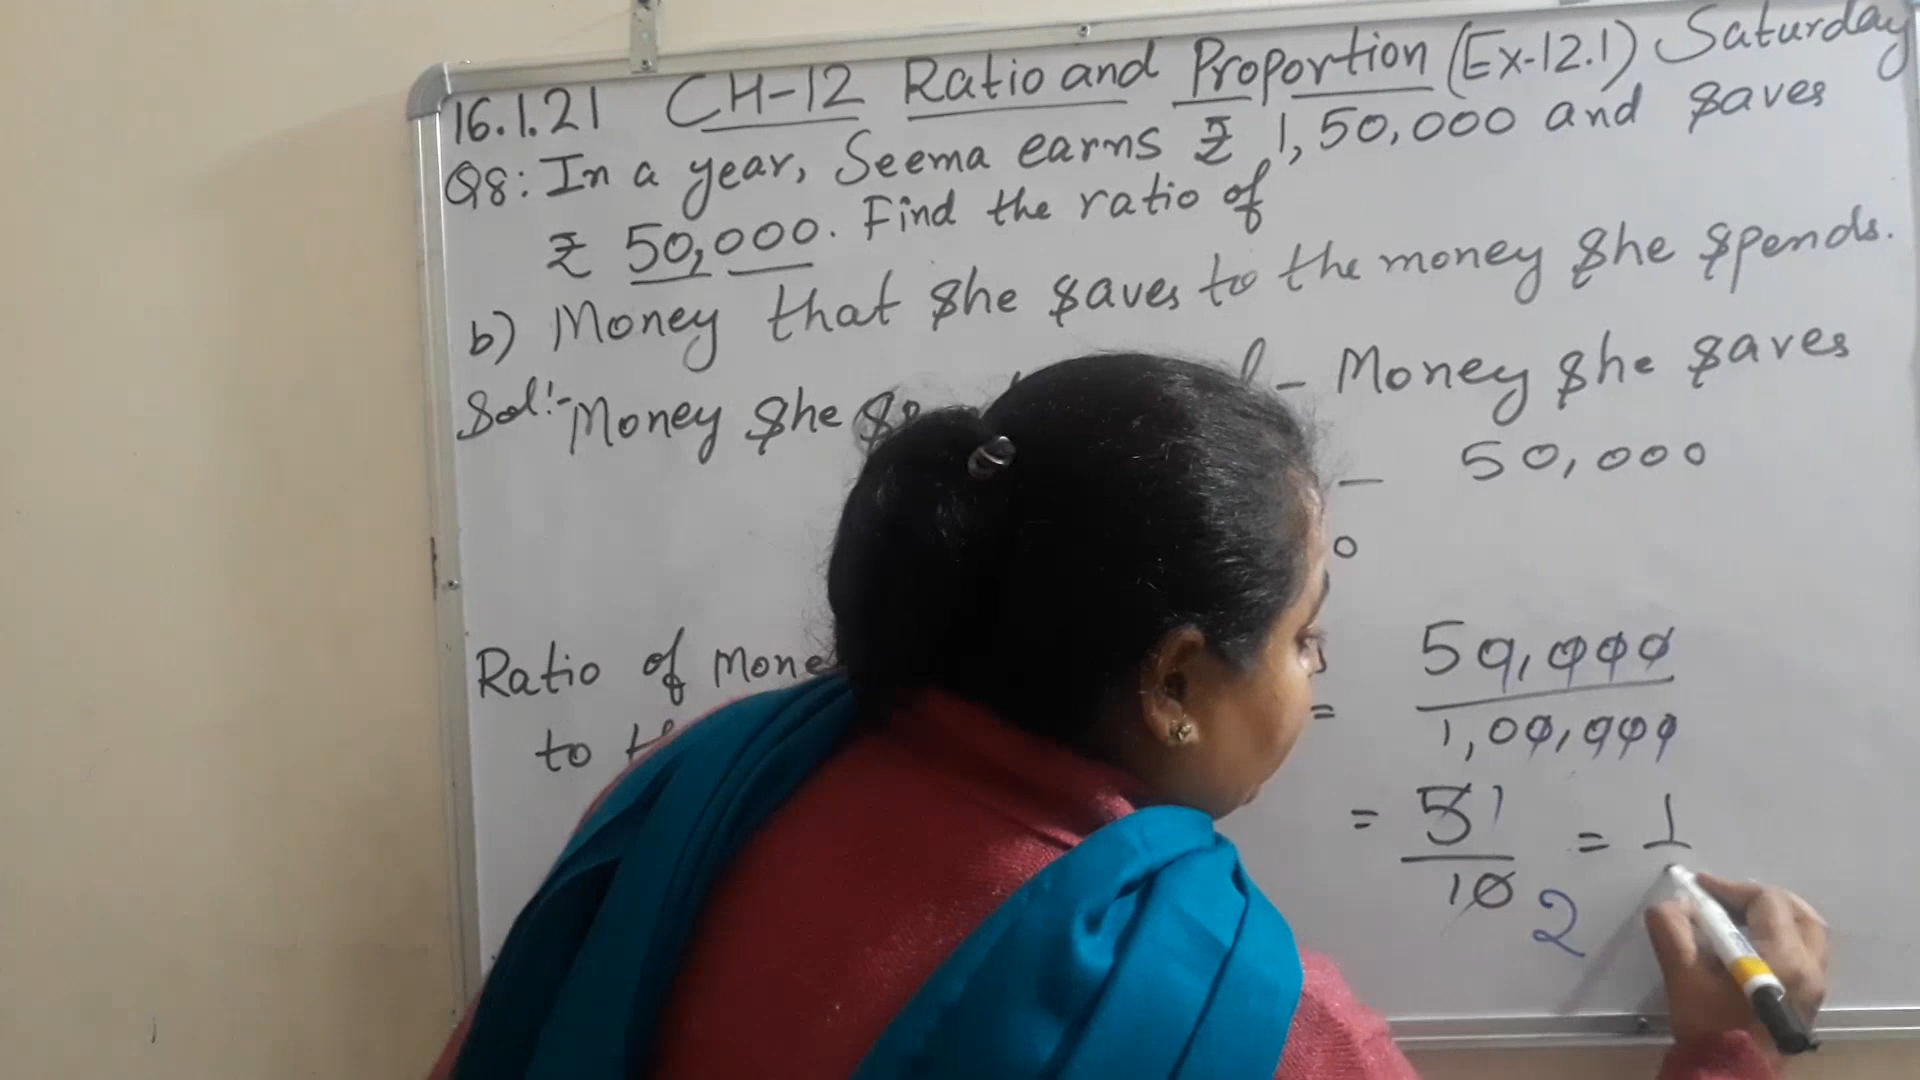 16.1.21 CH-12 Ratio and Proportion (Ex-12.1) Saturday
Q8: In a year, Seema earns ₹ 1,50,000 and saves
₹ 50,000. Find the ratio of
b) Money that she saves to the money she spends.
Sol:- Money she - Money she saves
- 50,000
0
Ratio of
= 50,000
to
1,00,000
= 5 1 = 1
10 2